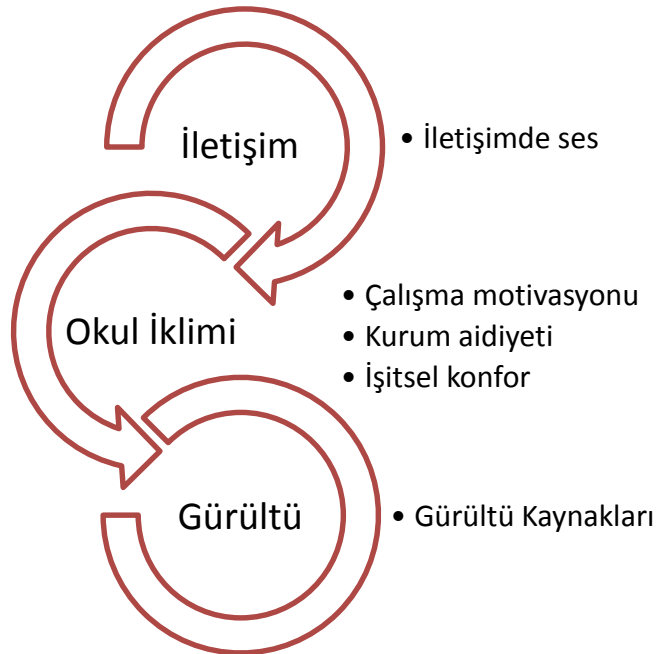 İletişim
• İletişimde ses
Okul İklimi
• Çalışma motivasyonu
• Kurum aidiyeti
• İşitsel konfor
Gürültü
• Gürültü Kaynakları